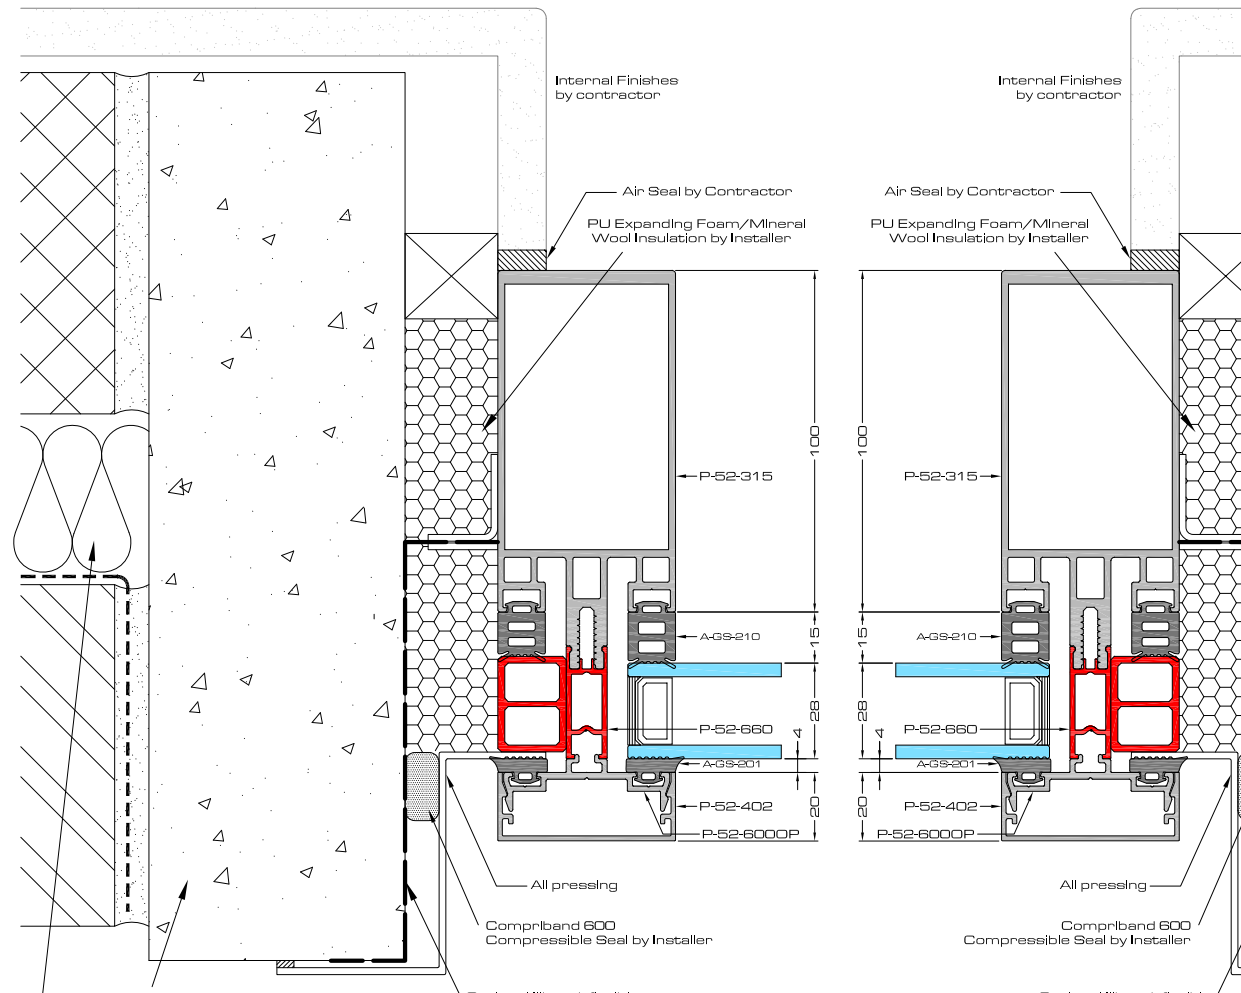 Internal Finishes
by contractor
Internal Finishes
by contractor
Air Seal by Contractor
Air Seal by Contractor
PU Expanding Foam/Mineral
Wool Insulation by Installer
PU Expanding Foam/Mineral
Wool Insulation by Installer
100
100
P-52-315
P-52-315
A-GS-210
15
15
A-GS-210
28
28
P-52-660
4
4
P-52-660
A-GS-201
A-GS-201
P-52-402
20
20
P-52-402
P-52-6000P
P-52-6000P
All pressing
All pressing
Compriband 600
Compressible Seal by Installer
Compriband 600
Compressible Seal by Installer